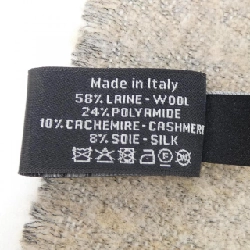 Made in Italy
58% LAINE - WOOL
24% POLYAMIDE
10% CACHEMIRE - CASHMERE
8% SOIE - SILK